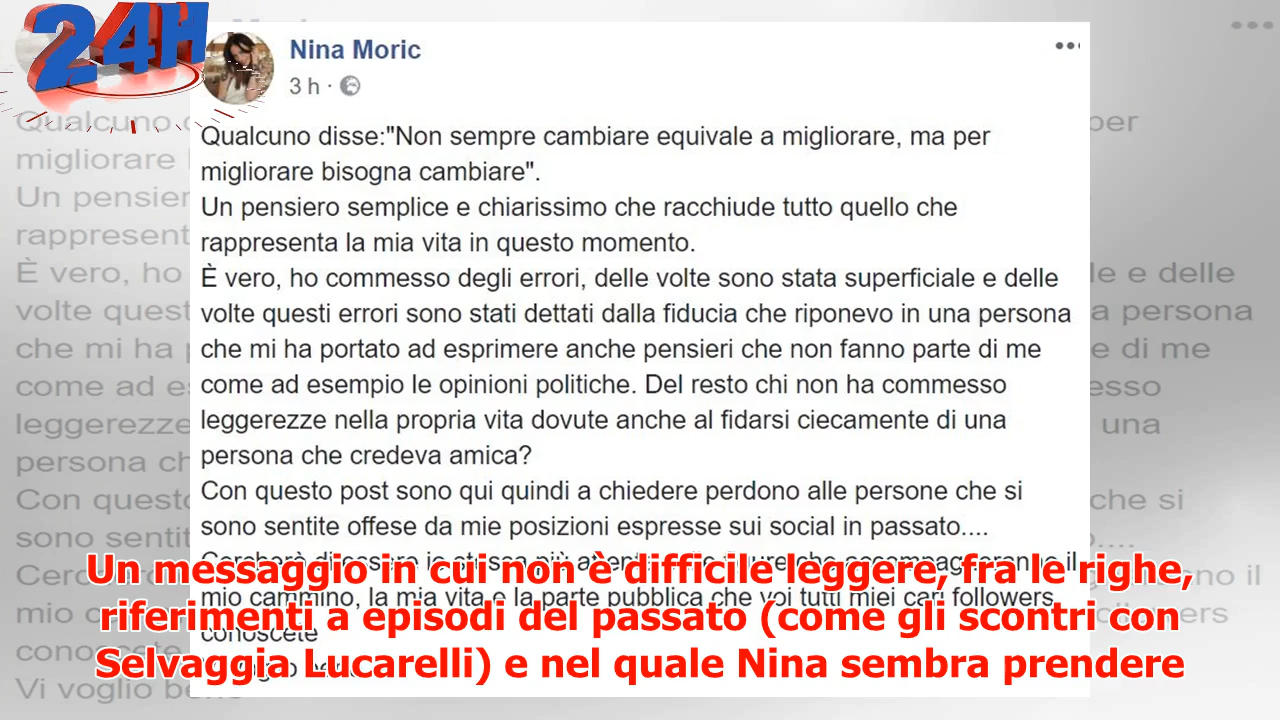 24H
Nina Moric
3 h
Qualcuno disse:"Non sempre cambiare equivale a migliorare, ma per
migliorare bisogna cambiare".
Un pensiero semplice e chiarissimo che racchiude tutto quello che
rappresenta la mia vita in questo momento.
È vero, ho commesso degli errori, delle volte sono stata superficiale e delle
volte questi errori sono stati dettati dalla fiducia che riponevo in una persona
che mi ha portato ad esprimere anche pensieri che non fanno parte di me
come ad esempio le opinioni politiche. Del resto chi non ha commesso
leggerezze nella propria vita dovute anche al fidarsi ciecamente di una
persona che credeva amica?
Con questo post sono qui quindi a chiedere perdono alle persone che si
sono sentite offese da mie posizioni espresse sui social in passato....
mio cammino, la mia vita e la parte pubblica che voi tutti miei cari followers
conoscete
Vi voglio bene
Un messaggio in cui non è difficile leggere, fra le righe,
riferimenti a episodi del passato (come gli scontri con
Selvaggia Lucarelli) e nel quale Nina sembra prendere